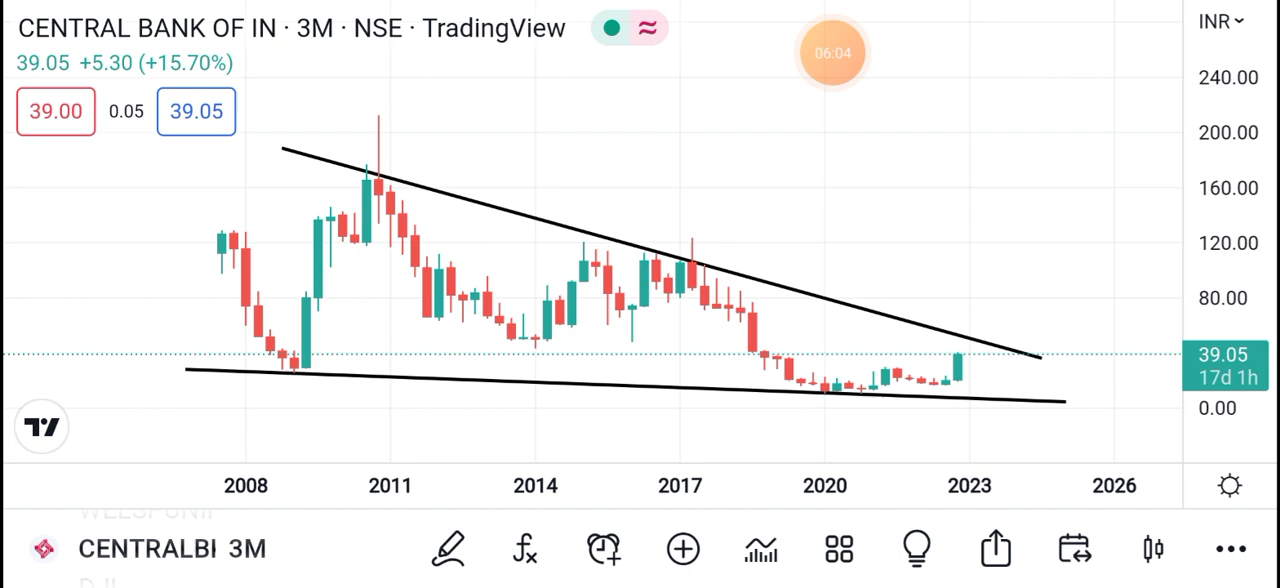 CENTRAL BANK OF IN · 3M · NSE · TradingView
INR
06:04
39.05 +5.30 (+15.70%)
39.00 0.05 39.05
240.00
200.00
160.00
120.00
80.00
39.05
17d 1h
0.00
2008 2011 2014 2017 2020 2023 2026
CENTRALBI 3M